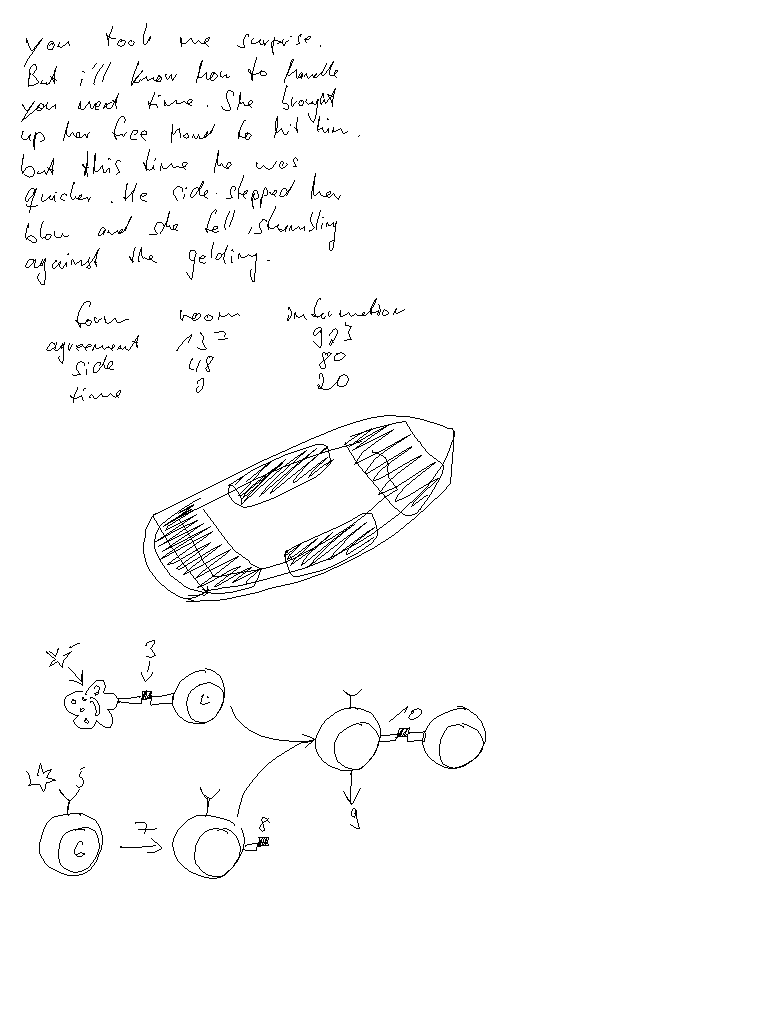 you took me surprise.
But i'll know how to handle
you next time. She brought
up her free hand to hit him.
but this time he was
quicker. He side-stepped her
blow and she fell, stumbling
against the gelding.
form room information
agreement 137 923
side 48 80
time 20
3
10
5
7 8
6
9